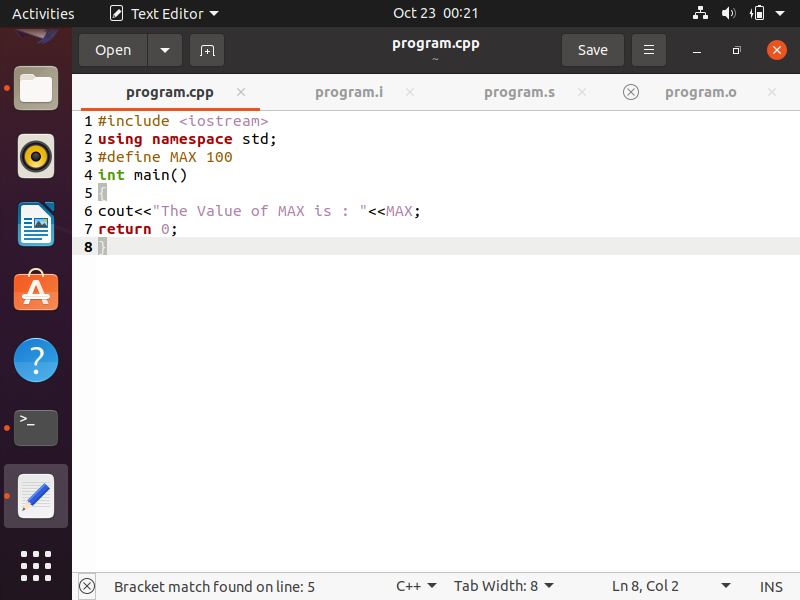 Activities Text Editor Oct 23 00:21
Open program.cpp Save
~
program.cpp program.i program.s program.o
1 #include <iostream>
2 using namespace std;
3 #define MAX 100
4 int main()
5 {
6 cout<<"The Value of MAX is : "<<MAX;
7 return 0;
8 }
Bracket match found on line: 5 C++ Tab Width: 8 Ln 8, Col 2 INS